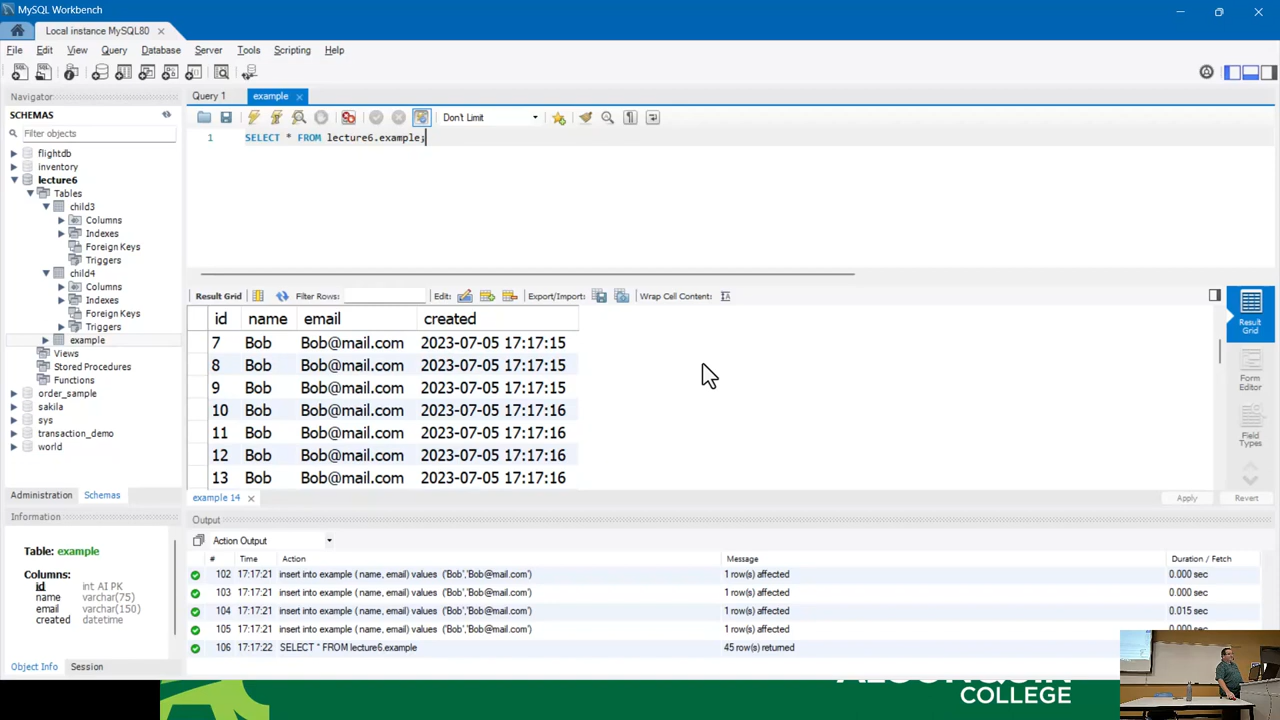 MySQL Workbench
Local instance MySQL80
File Edit View Query Database Server Tools Scripting Help
Navigator
SCHEMAS
Filter objects
flightdb
inventory
lecture6
Tables
child3
Columns
Indexes
Foreign Keys
Triggers
child4
Columns
Indexes
Foreign Keys
Triggers
example
Views
Stored Procedures
Functions
order_sample
sakila
sys
transaction_demo
world
Administration Schemas
Information
Table: example
Columns:
id int AI PK
name varchar(75)
email varchar(150)
created datetime
Object Info Session
Query 1 example
Don't Limit
1 SELECT * FROM lecture6.example;
Result Grid Filter Rows: Edit: Export/Import: Wrap Cell Content:
id name email created
7 Bob Bob@mail.com 2023-07-05 17:17:15
8 Bob Bob@mail.com 2023-07-05 17:17:15
9 Bob Bob@mail.com 2023-07-05 17:17:15
10 Bob Bob@mail.com 2023-07-05 17:17:16
11 Bob Bob@mail.com 2023-07-05 17:17:16
12 Bob Bob@mail.com 2023-07-05 17:17:16
13 Bob Bob@mail.com 2023-07-05 17:17:16
Result
Grid
Form
Editor
Field
Types
example 14 Apply Revert
Output
Action Output
# Time Action Message Duration / Fetch
102 17:17:21 insert into example ( name, email) values ('Bob','Bob@mail.com') 1 row(s) affected 0.000 sec
103 17:17:21 insert into example ( name, email) values ('Bob','Bob@mail.com') 1 row(s) affected 0.000 sec
104 17:17:21 insert into example ( name, email) values ('Bob','Bob@mail.com') 1 row(s) affected 0.015 sec
105 17:17:21 insert into example ( name, email) values ('Bob','Bob@mail.com') 1 row(s) affected 0.000 sec
106 17:17:22 SELECT * FROM lecture6.example 45 row(s) returned
COLLEGE